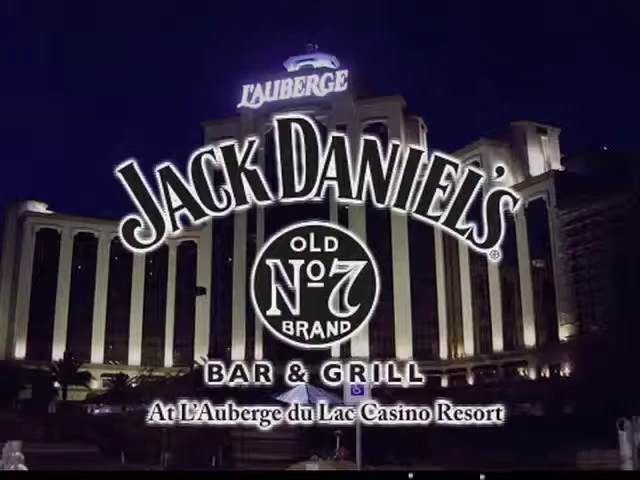 L'AUBERGE
JACK DANIEL'S®
OLD
Nº7
BRAND
BAR & GRILL
At L'Auberge du Lac Casino Resort